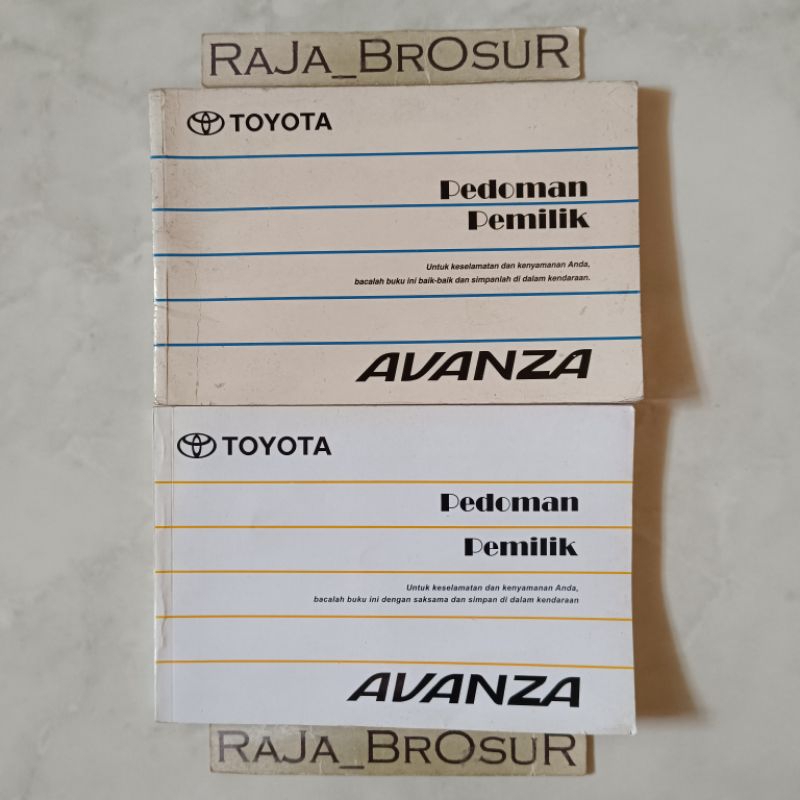 RAJA_BROSUR
TOYOTA
Pedoman
Pemilik
Untuk keselamatan dan kenyamanan Anda,
bacalah buku ini baik-baik dan simpanlah di dalam kendaraan.
AVANZA
TOYOTA
Pedoman
Pemilik
Untuk keselamatan dan kenyamanan Anda,
bacalah buku ini dengan saksama dan simpan di dalam kendaraan
AVANZA
RAJA_BROSUR